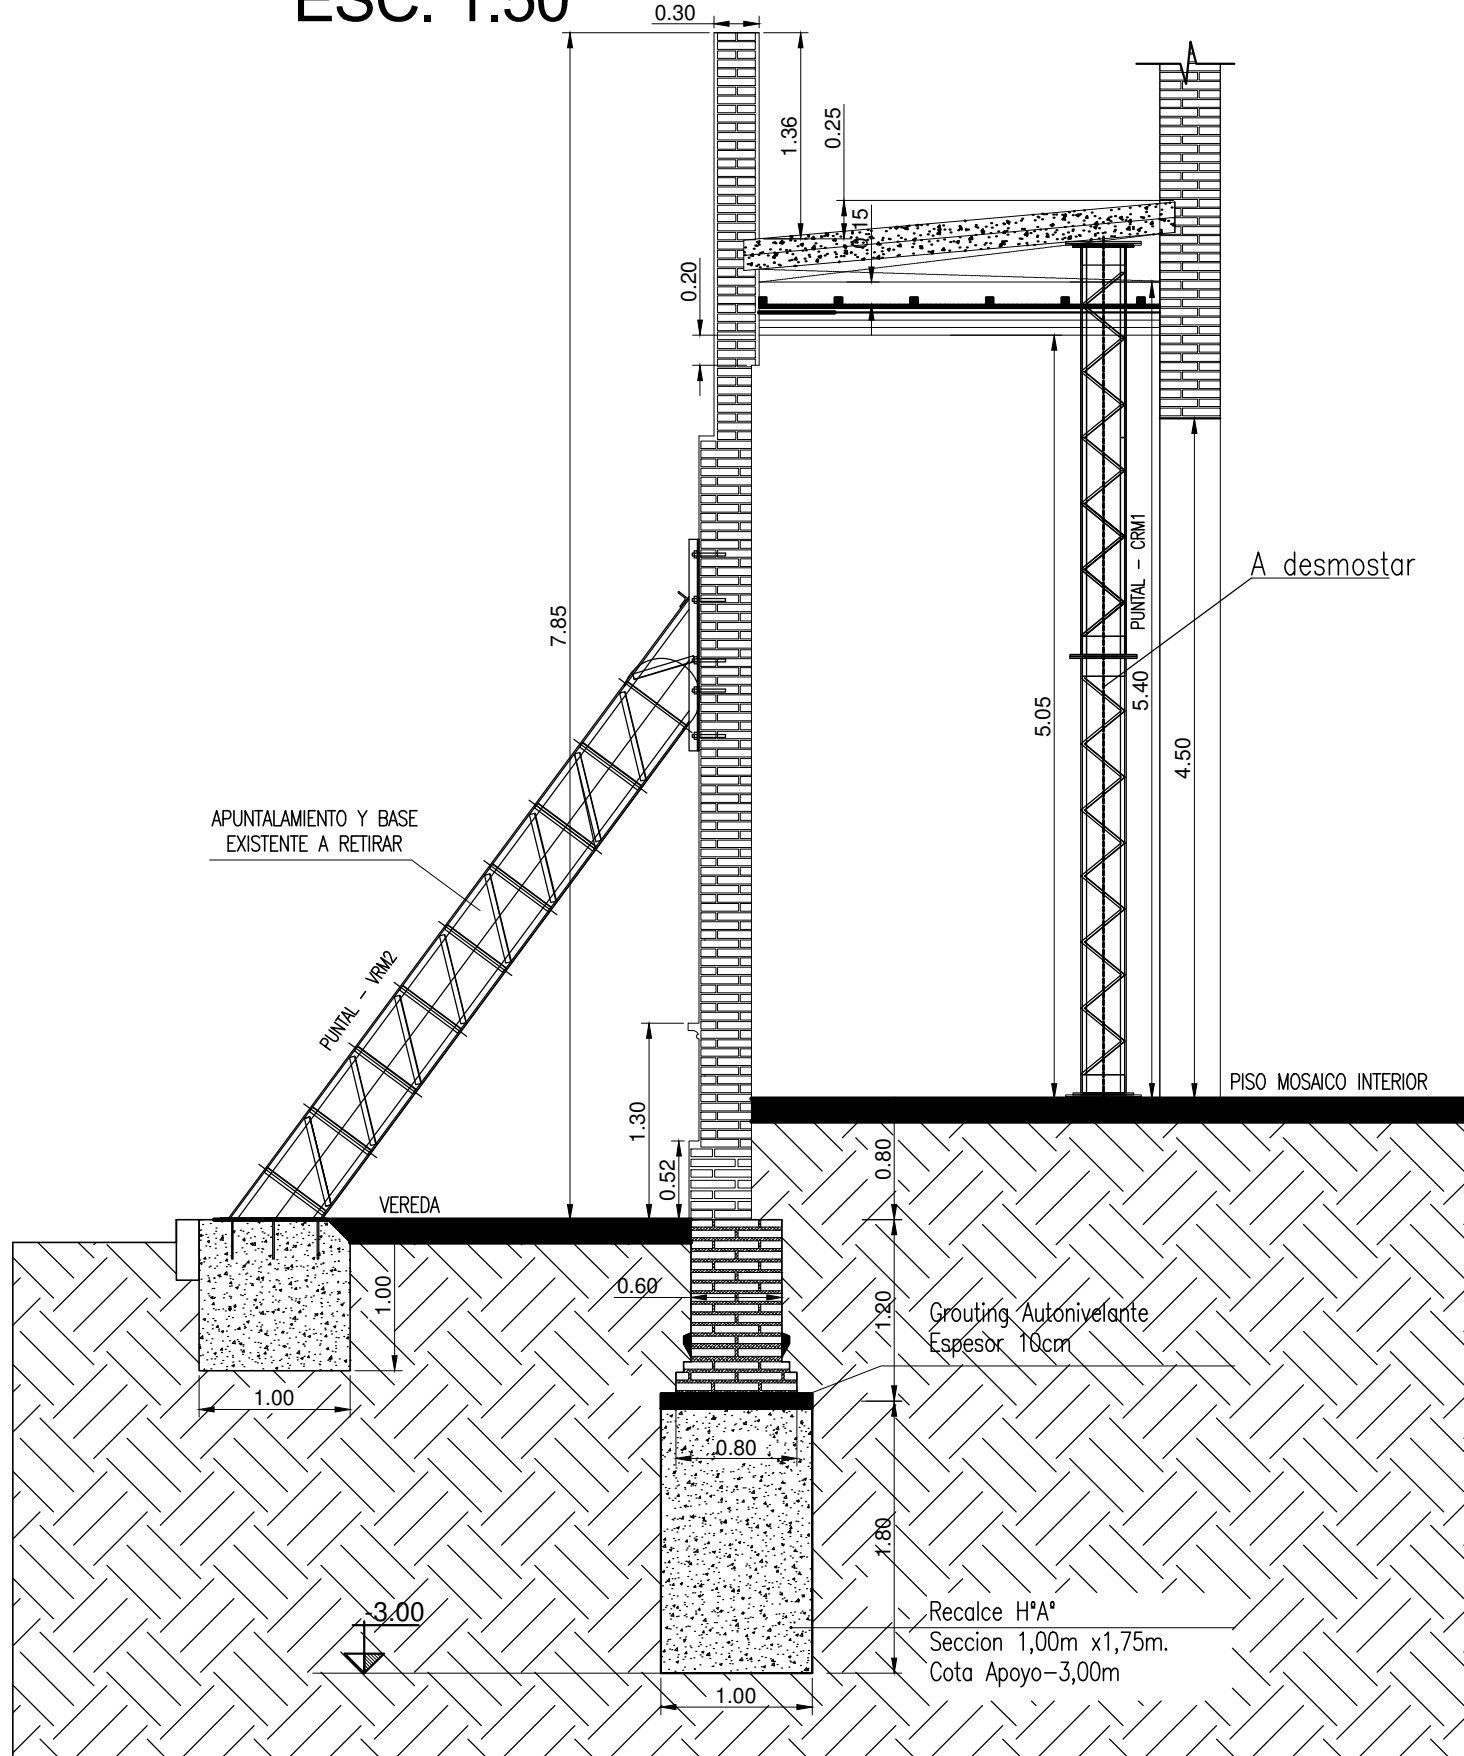 ESC. 1:50
0.30
1.36
0.25
0.15
0.20
7.85
PUNTAL - CRM1
A desmostar
5.40
5.05
4.50
APUNTALAMIENTO Y BASE
EXISTENTE A RETIRAR
PUNTAL - VRM2
PISO MOSAICO INTERIOR
1.30
0.52
0.80
VEREDA
1.00
0.60
1.20
Grouting Autonivelante
Espesor 10cm
1.00
0.80
1.80
-3.00
Recalce H°A°
Seccion 1,00m x1,75m.
Cota Apoyo-3,00m
1.00